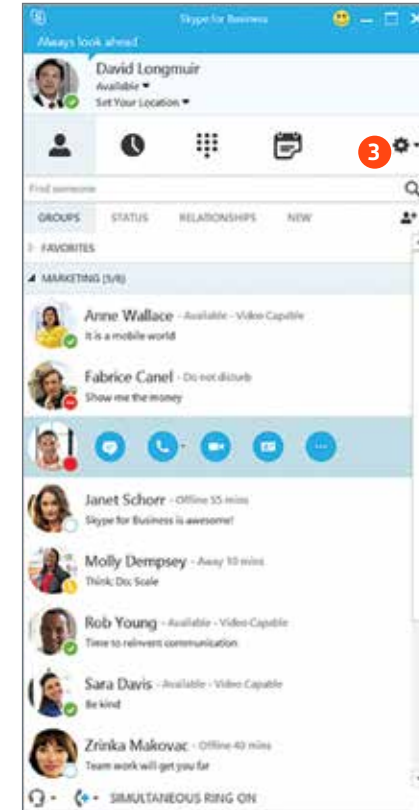 Skype for Business
Always look ahead
David Longmuir
Available
Set Your Location
3
Find someone
GROUPS STATUS RELATIONSHIPS NEW
FAVORITES
MARKETING (5/8)
Anne Wallace - Available - Video Capable
It is a mobile world
Fabrice Canel - Do not disturb
Show me the money
Janet Schorr - Offline 55 mins
Skype for Business is awesome!
Molly Dempsey - Away 10 mins
Think; Do; Scale
Rob Young - Available - Video Capable
Time to reinvent communication
Sara Davis - Available - Video Capable
Be kind
Zrinka Makovac - Offline 40 mins
Team work will get you far
SIMULTANEOUS RING ON